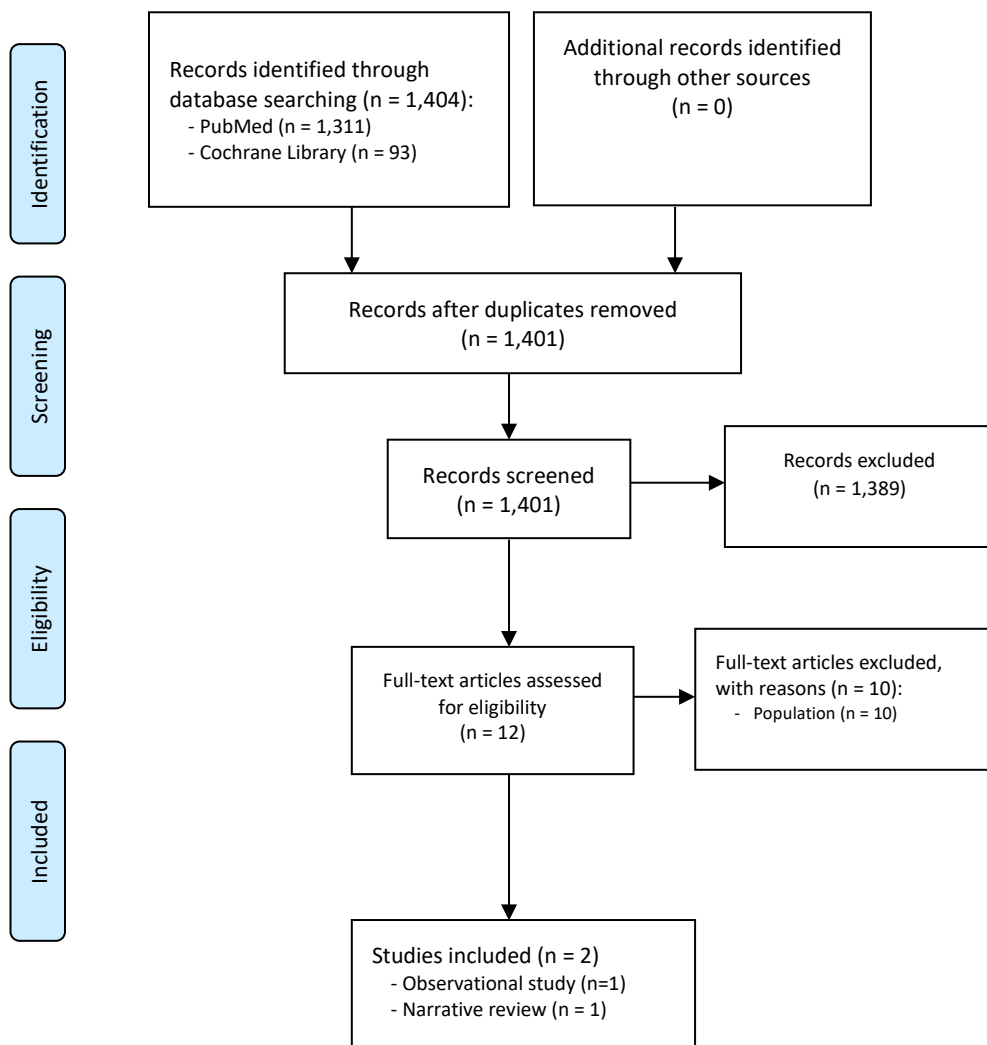 Identification
Records identified through
database searching (n = 1,404):
- PubMed (n = 1,311)
- Cochrane Library (n = 93)
Additional records identified
through other sources
(n = 0)
Screening
Records after duplicates removed
(n = 1,401)
Records screened
(n = 1,401)
Records excluded
(n = 1,389)
Eligibility
Full-text articles assessed
for eligibility
(n = 12)
Full-text articles excluded,
with reasons (n = 10):
- Population (n = 10)
Included
Studies included (n = 2)
- Observational study (n=1)
- Narrative review (n = 1)